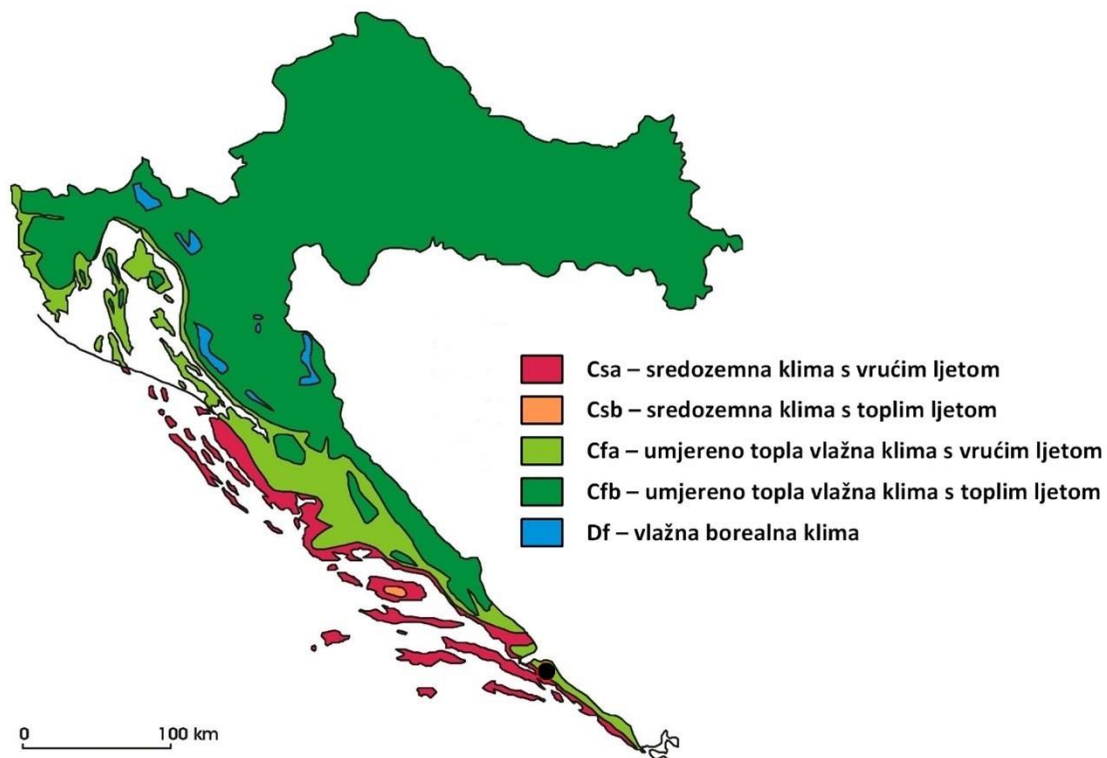 Csa – sredozemna klima s vrućim ljetom
Csb – sredozemna klima s toplim ljetom
Cfa – umjereno topla vlažna klima s vrućim ljetom
Cfb – umjereno topla vlažna klima s toplim ljetom
Df – vlažna borealna klima
0 100 km